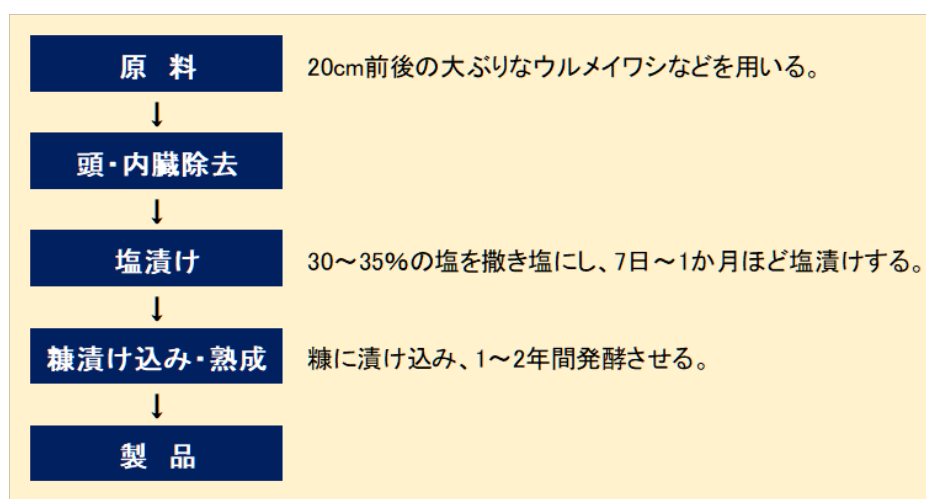 原 料
20cm前後の大ぶりなウルメイワシなどを用いる。
↓
頭・内臓除去
↓
塩漬け
30～35%の塩を撒き塩にし、7日～1か月ほど塩漬けする。
↓
糠漬け込み・熟成
糠に漬け込み、1～2年間発酵させる。
↓
製 品